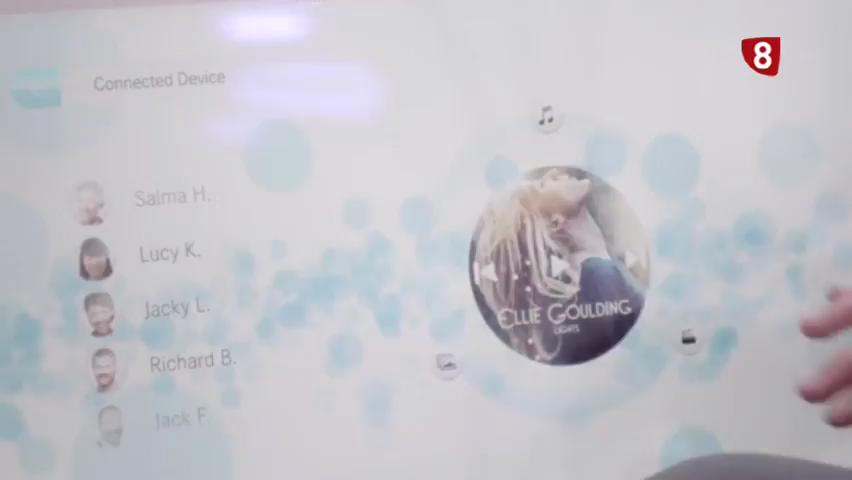 8
Connected Device
Salma H.
Lucy K.
Jacky L.
Richard B.
Jack F
ELLIE GOULDING
LIGHTS